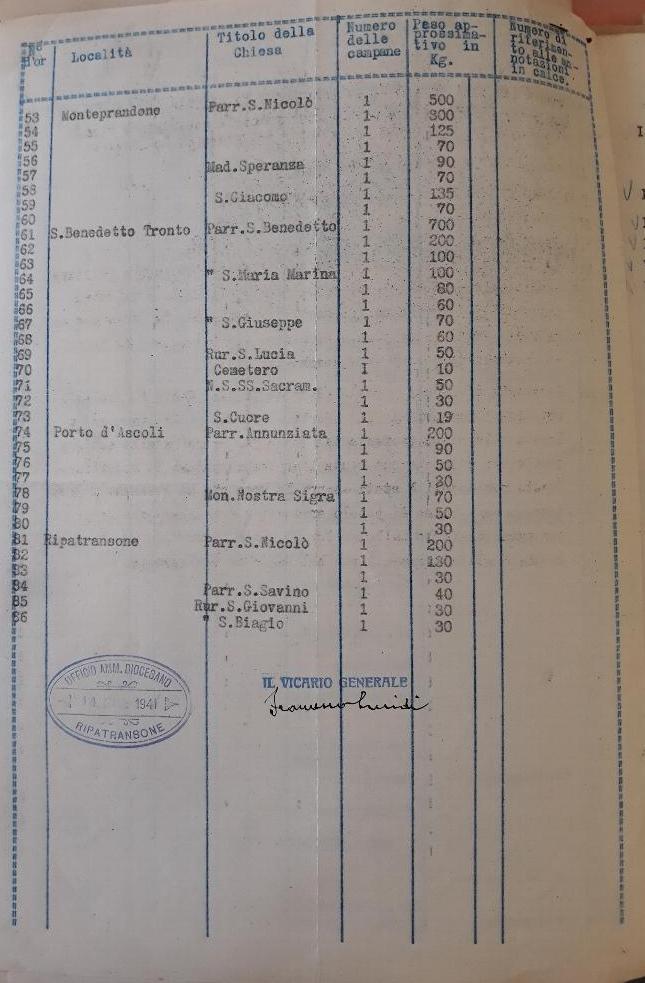 Nº d'or Località Titolo della Chiesa Numero delle campane Peso approssimativo in Kg. Numero di riferimento alle annotazioni in calce.
53 Monteprandone Parr.S.Nicolò 1 500
54 1 300
55 1 125
56 1 70
57 Mad.Speranza 1 90
58 1 70
59 S.Giacomo 1 135
60 1 70
61 S.Benedetto Tronto Parr.S.Benedetto 1 700
62 1 200
63 1 100
64 " S.Maria Marina 1 100
65 1 80
66 1 60
67 " S.Giuseppe 1 70
68 1 60
69 Rur.S.Lucia 1 50
70 Cemetero I 10
71 N.S.SS.Sacram. 1 50
72 1 30
73 S.Cuore 1 19
74 Porto d'Ascoli Parr.Annunziata 1 200
75 1 90
76 1 50
77 1
78 Mon.Nostra Sigra 1 70
79 1 50
80 1 30
81 Ripatransone Parr.S.Nicolò 1 200
82 1 130
83 1 30
84 Parr.S.Savino 1 40
85 Rur.S.Giovanni 1 30
86 " S.Biagio 1 30
UFFICIO AMM. DIOCESANO
1941
RIPATRANSONE
IL VICARIO GENERALE